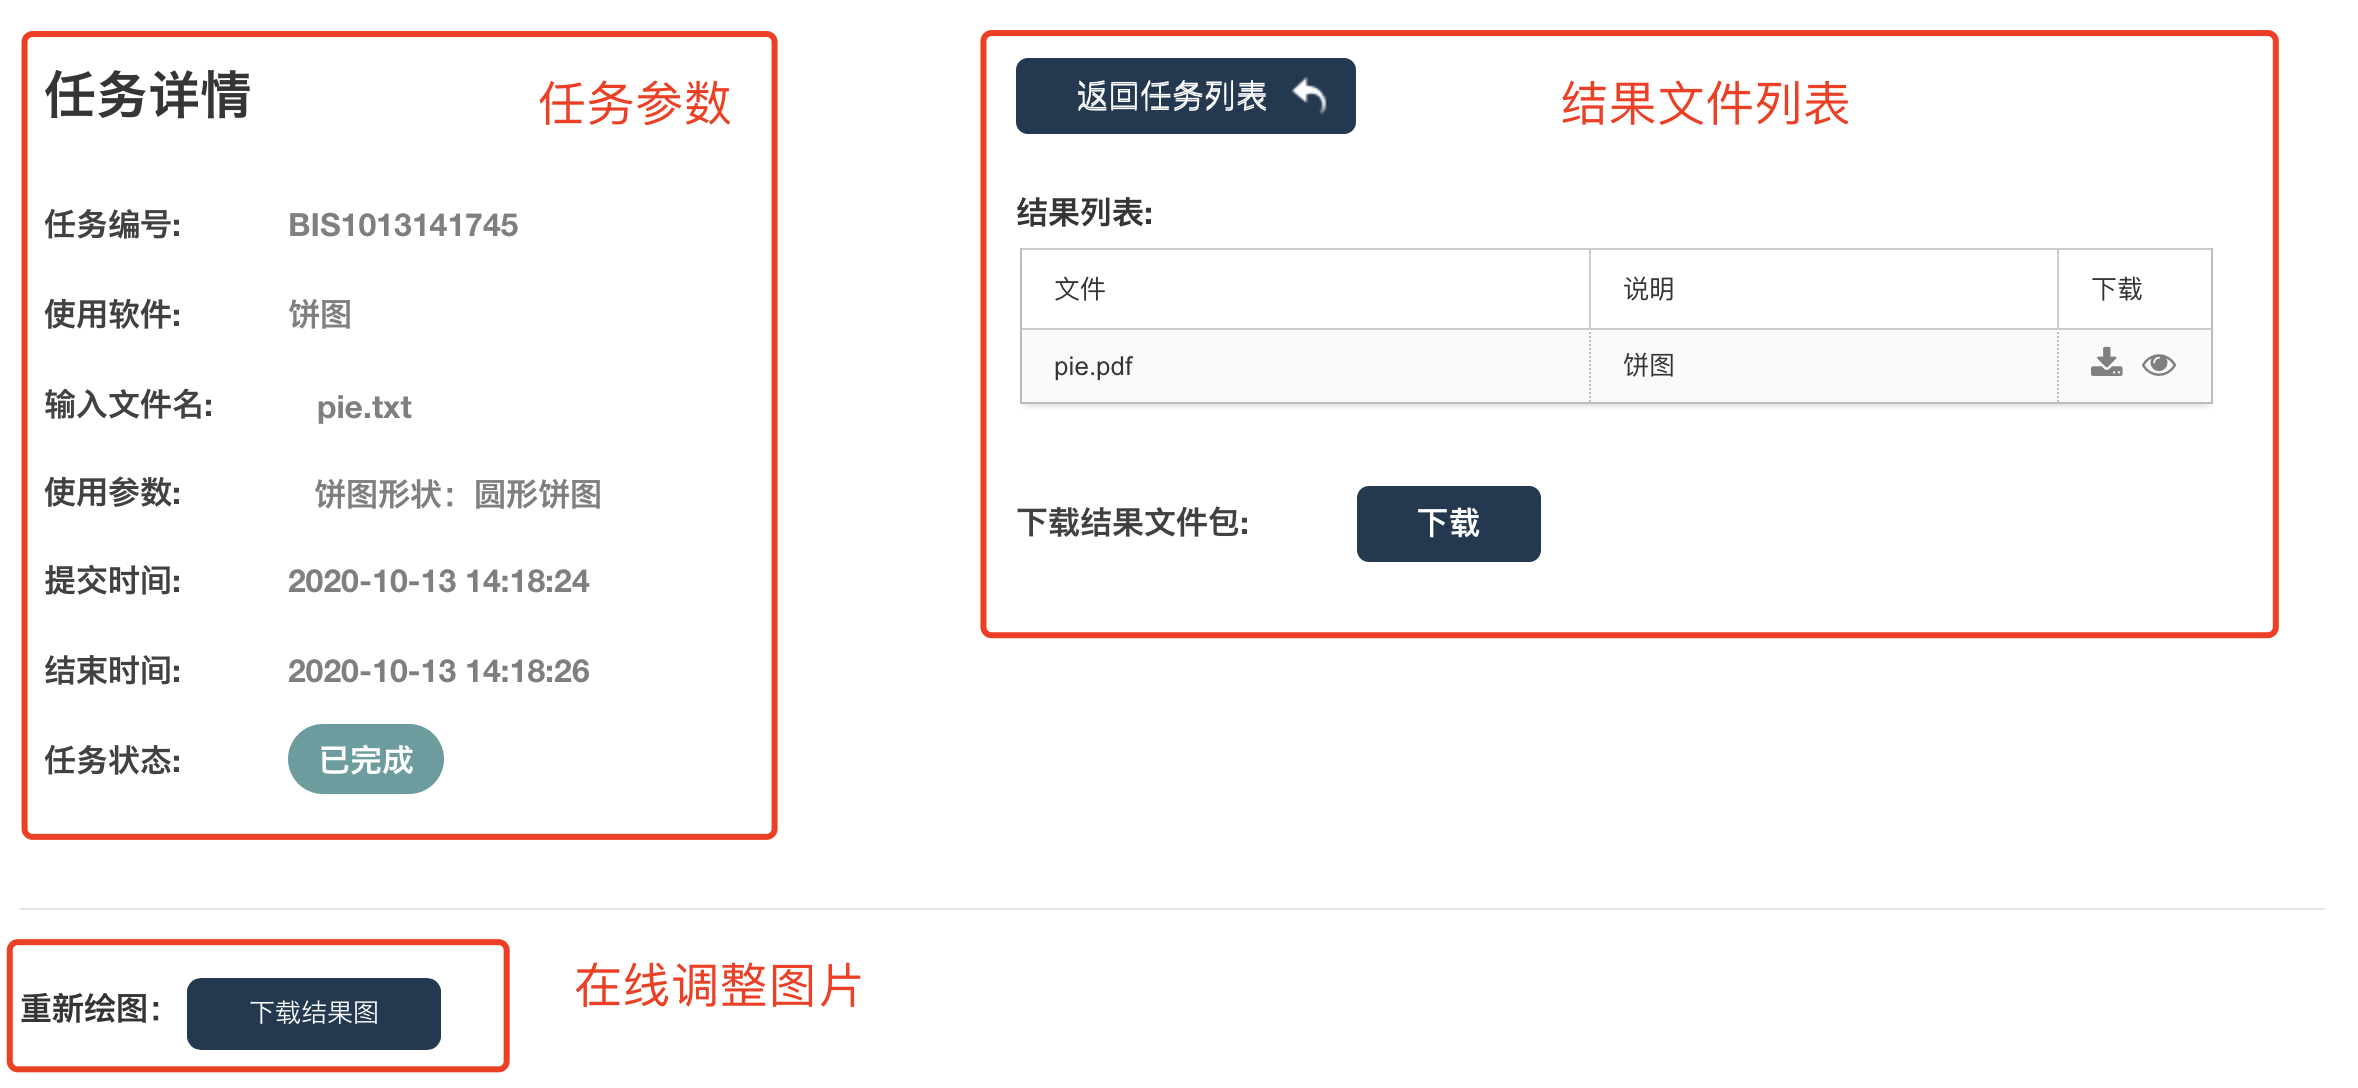 任务详情
任务参数
任务编号: BIS1013141745
使用软件: 饼图
输入文件名: pie.txt
使用参数: 饼图形状：圆形饼图
提交时间: 2020-10-13 14:18:24
结束时间: 2020-10-13 14:18:26
任务状态: 已完成
返回任务列表
结果文件列表
结果列表:
文件 说明 下载
pie.pdf 饼图
下载结果文件包: 下载
重新绘图： 下载结果图
在线调整图片